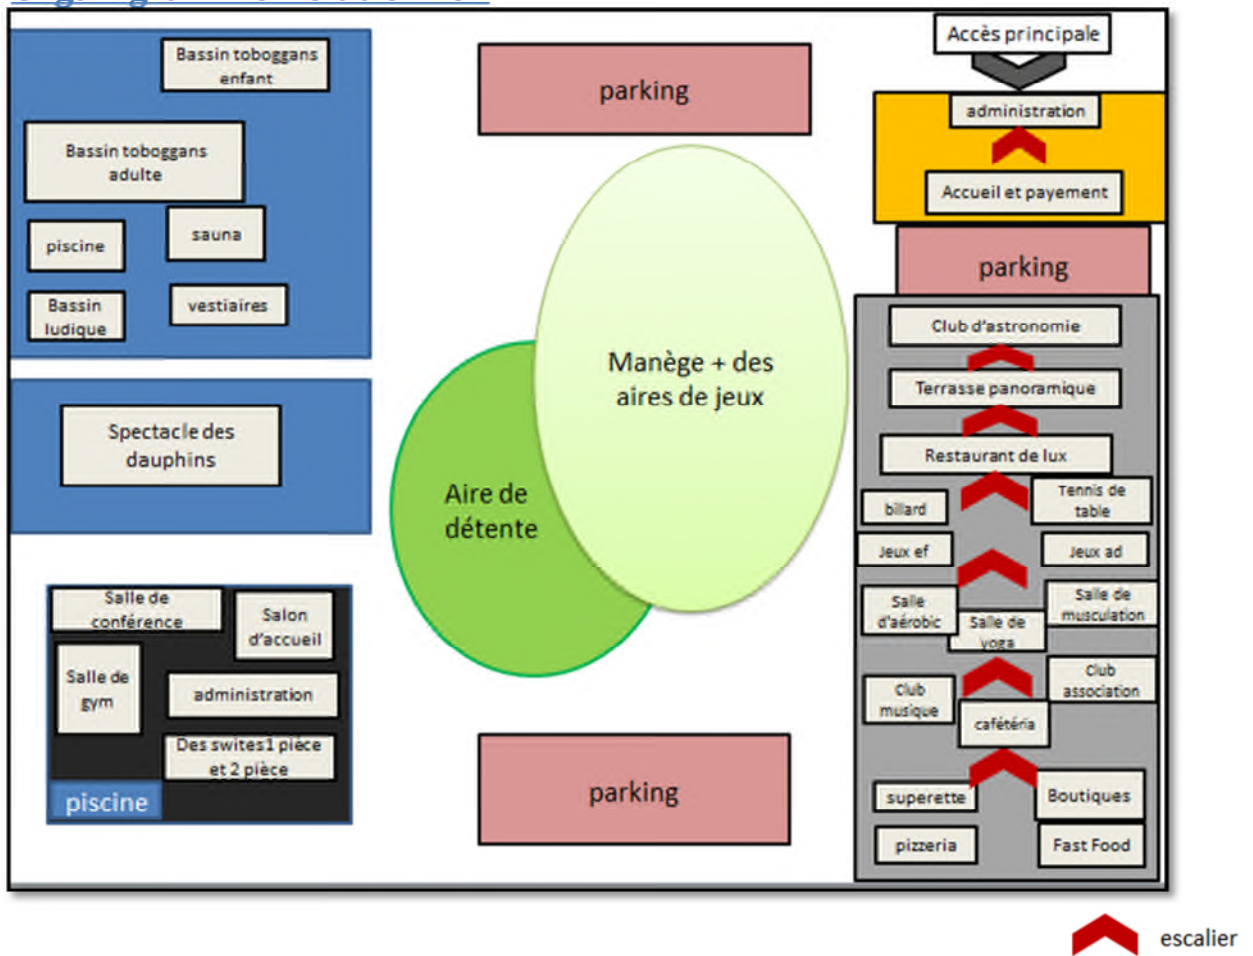 Accès principale
Bassin toboggans
enfant
parking
administration
Bassin toboggans
adulte
Accueil et payement
piscine
sauna
parking
Bassin
ludique
vestiaires
Club d'astronomie
Manège + des
aires de jeux
Terrasse panoramique
Spectacle des
dauphins
Restaurant de lux
Aire de
détente
billard
Tennis de
table
Jeux ef
Jeux ad
Salle de
conférence
Salon
d'accueil
Salle
d'aérobic
Salle de
yoga
Salle de
musculation
Salle de
gym
administration
Club
musique
Club
association
cafétéria
Des swites1 pièce
et 2 pièce
piscine
parking
superette
Boutiques
pizzeria
Fast Food
escalier